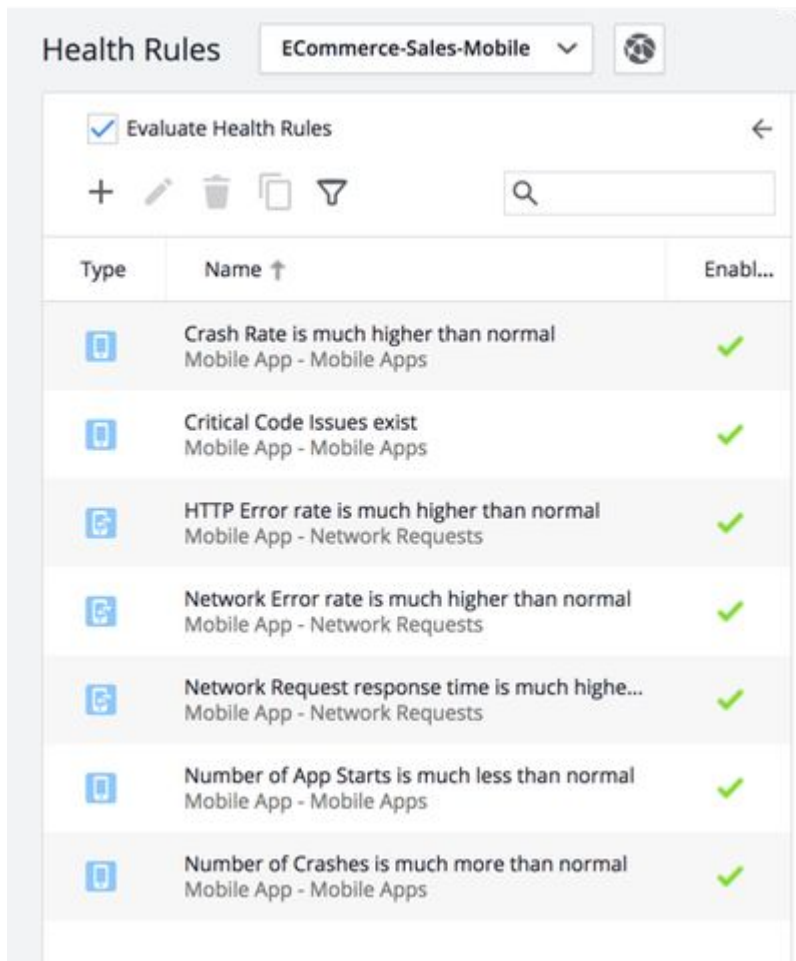 Health Rules
ECommerce-Sales-Mobile
Evaluate Health Rules
Type Name Enabl...
Crash Rate is much higher than normal
Mobile App - Mobile Apps
Critical Code Issues exist
Mobile App - Mobile Apps
HTTP Error rate is much higher than normal
Mobile App - Network Requests
Network Error rate is much higher than normal
Mobile App - Network Requests
Network Request response time is much highe...
Mobile App - Network Requests
Number of App Starts is much less than normal
Mobile App - Mobile Apps
Number of Crashes is much more than normal
Mobile App - Mobile Apps